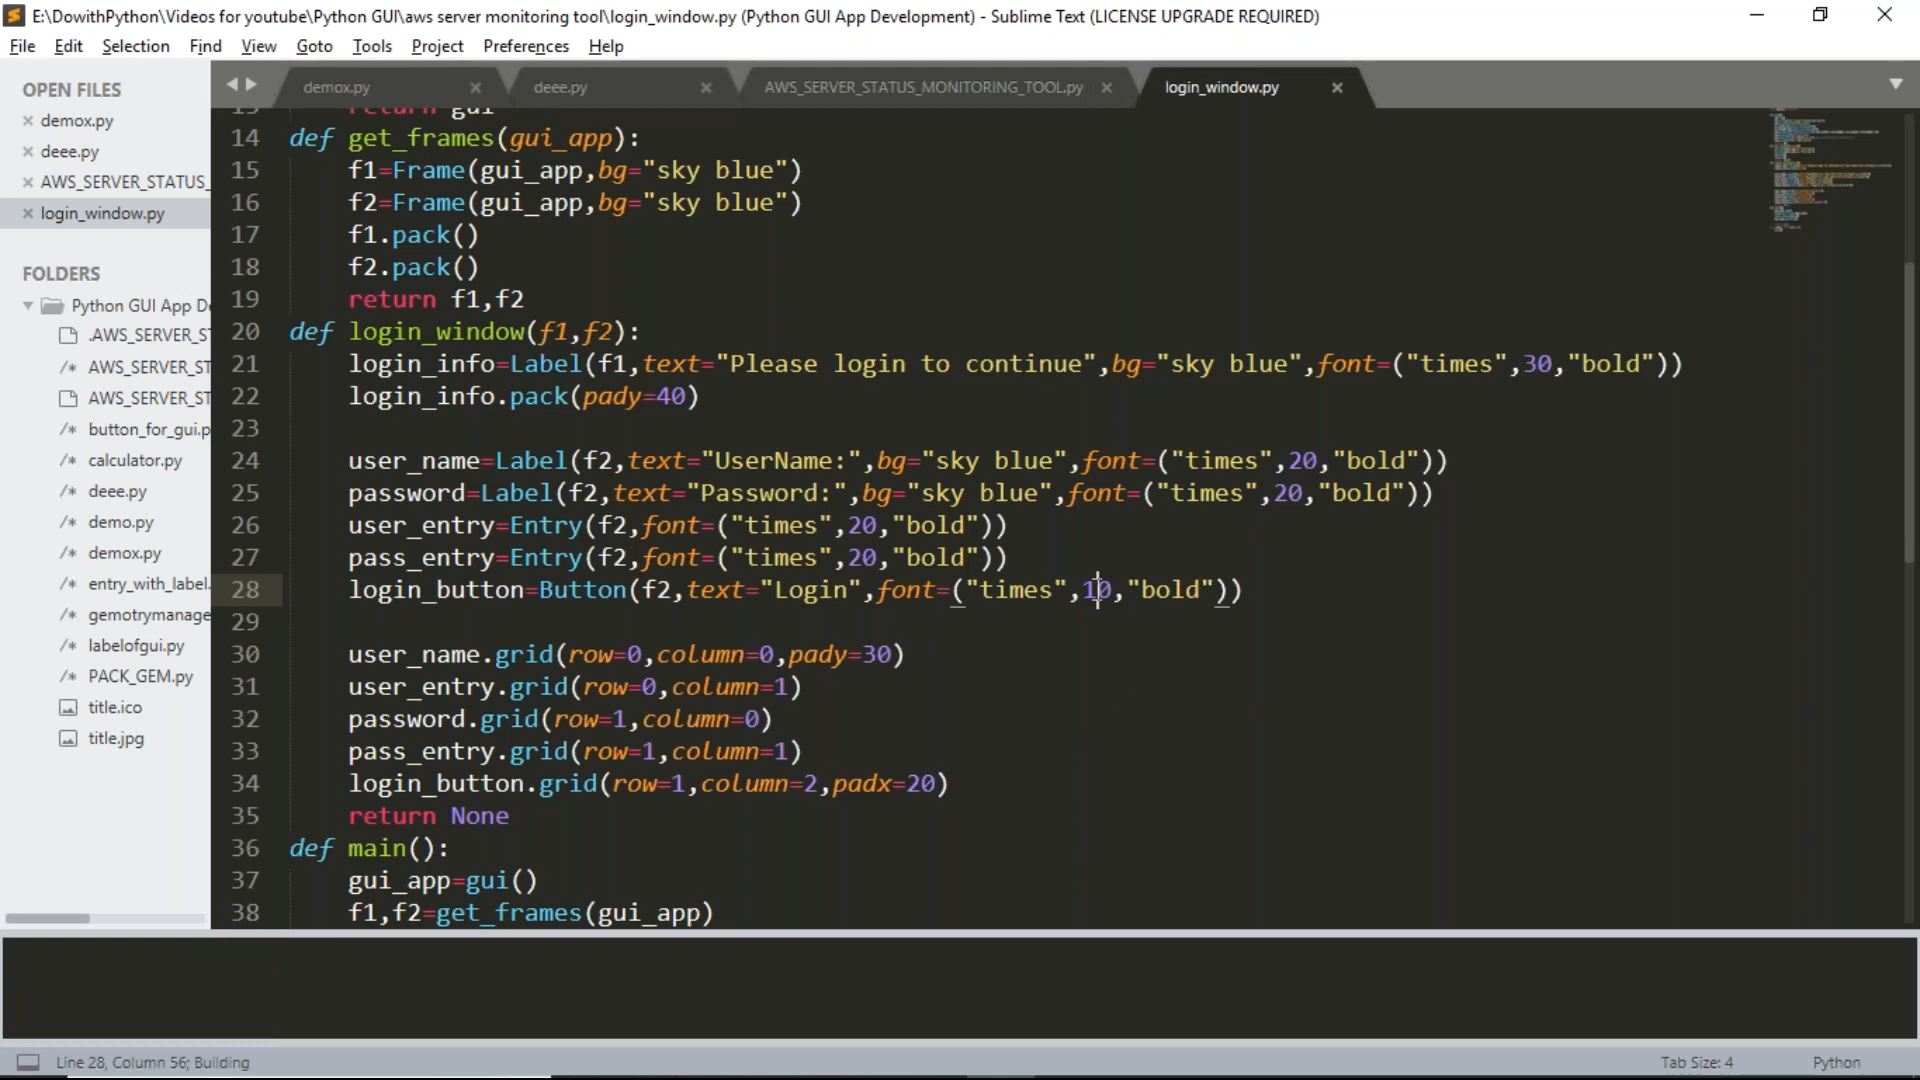 E:\DowithPython\Videos for youtube\Python GUI\aws server monitoring tool\login_window.py (Python GUI App Development) - Sublime Text (LICENSE UPGRADE REQUIRED)
File Edit Selection Find View Goto Tools Project Preferences Help
OPEN FILES
demox.py
deee.py
AWS_SERVER_STATUS_
login_window.py
FOLDERS
Python GUI App D
.AWS_SERVER_S
/* AWS_SERVER_ST
AWS_SERVER_ST
/* button_for_gui.p
/* calculator.py
/* deee.py
/* demo.py
/* demox.py
/* entry_with_label.
/* gemotrymanage
/* labelofgui.py
/* PACK_GEM.py
title.ico
title.jpg
demox.py deee.py AWS_SERVER_STATUS_MONITORING_TOOL.py login_window.py
13 return gui
14 def get_frames(gui_app):
15 f1=Frame(gui_app,bg="sky blue")
16 f2=Frame(gui_app,bg="sky blue")
17 f1.pack()
18 f2.pack()
19 return f1,f2
20 def login_window(f1,f2):
21 login_info=Label(f1,text="Please login to continue",bg="sky blue",font=("times",30,"bold"))
22 login_info.pack(pady=40)
23
24 user_name=Label(f2,text="UserName:",bg="sky blue",font=("times",20,"bold"))
25 password=Label(f2,text="Password:",bg="sky blue",font=("times",20,"bold"))
26 user_entry=Entry(f2,font=("times",20,"bold"))
27 pass_entry=Entry(f2,font=("times",20,"bold"))
28 login_button=Button(f2,text="Login",font=("times",10,"bold"))
29
30 user_name.grid(row=0,column=0,pady=30)
31 user_entry.grid(row=0,column=1)
32 password.grid(row=1,column=0)
33 pass_entry.grid(row=1,column=1)
34 login_button.grid(row=1,column=2,padx=20)
35 return None
36 def main():
37 gui_app=gui()
38 f1,f2=get_frames(gui_app)
Line 28, Column 56; Building Tab Size: 4 Python